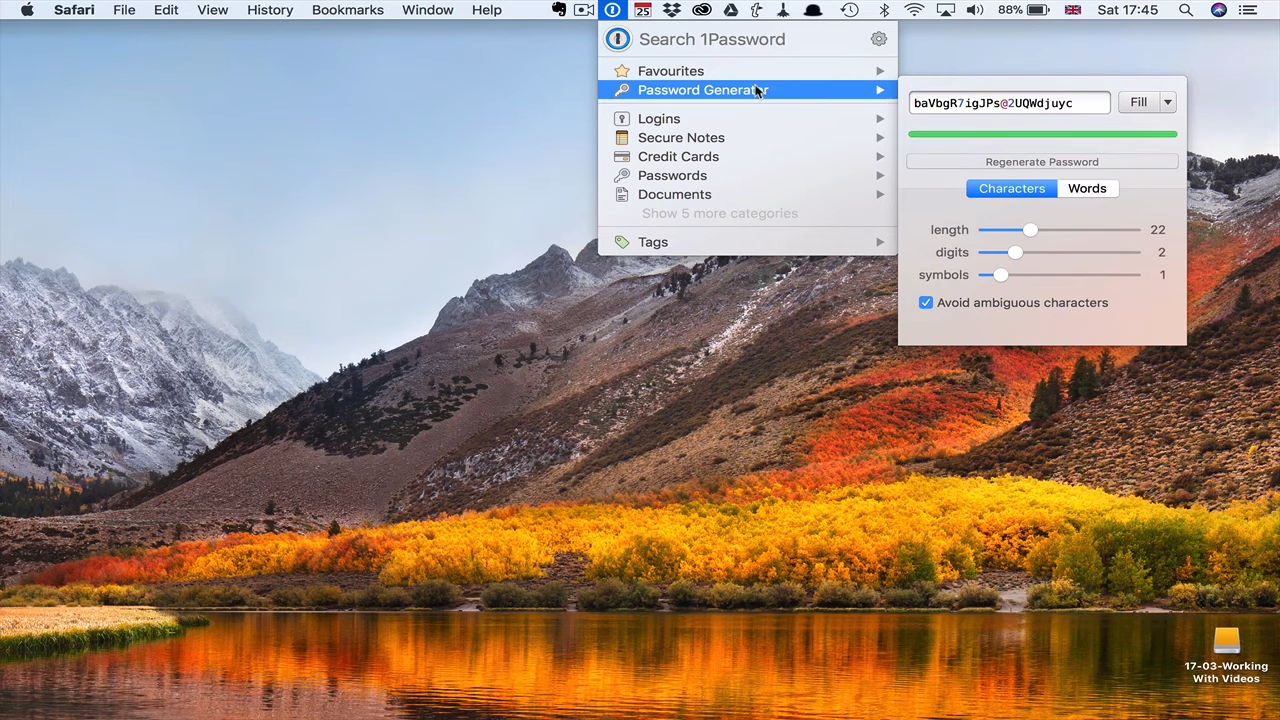 Safari File Edit View History Bookmarks Window Help 25 88% Sat 17:45
Search 1Password
Favourites
Password Generator
Logins
Secure Notes
Credit Cards
Passwords
Documents
Show 5 more categories
Tags
baVbgR7igJPs@2UQWdjuyc Fill
Regenerate Password
Characters Words
length 22
digits 2
symbols 1
Avoid ambiguous characters
17-03-Working
With Videos